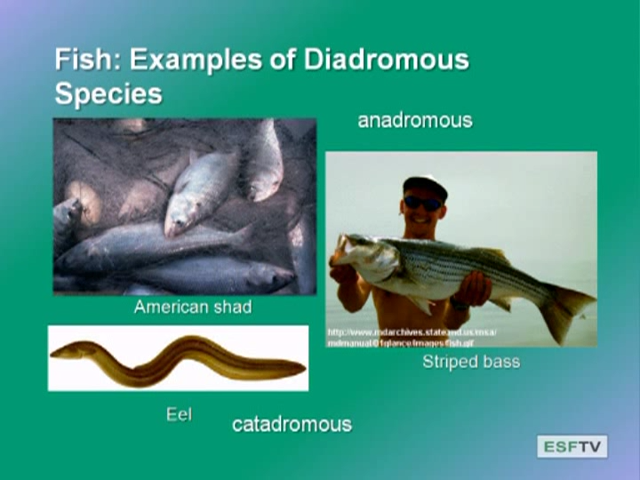 Fish: Examples of Diadromous
Species
anadromous
American shad
http://www.mdarchives.state.md.us/msa/
mdmanual/01glance/images/fish.gif
Striped bass
Eel
catadromous
ESFTV